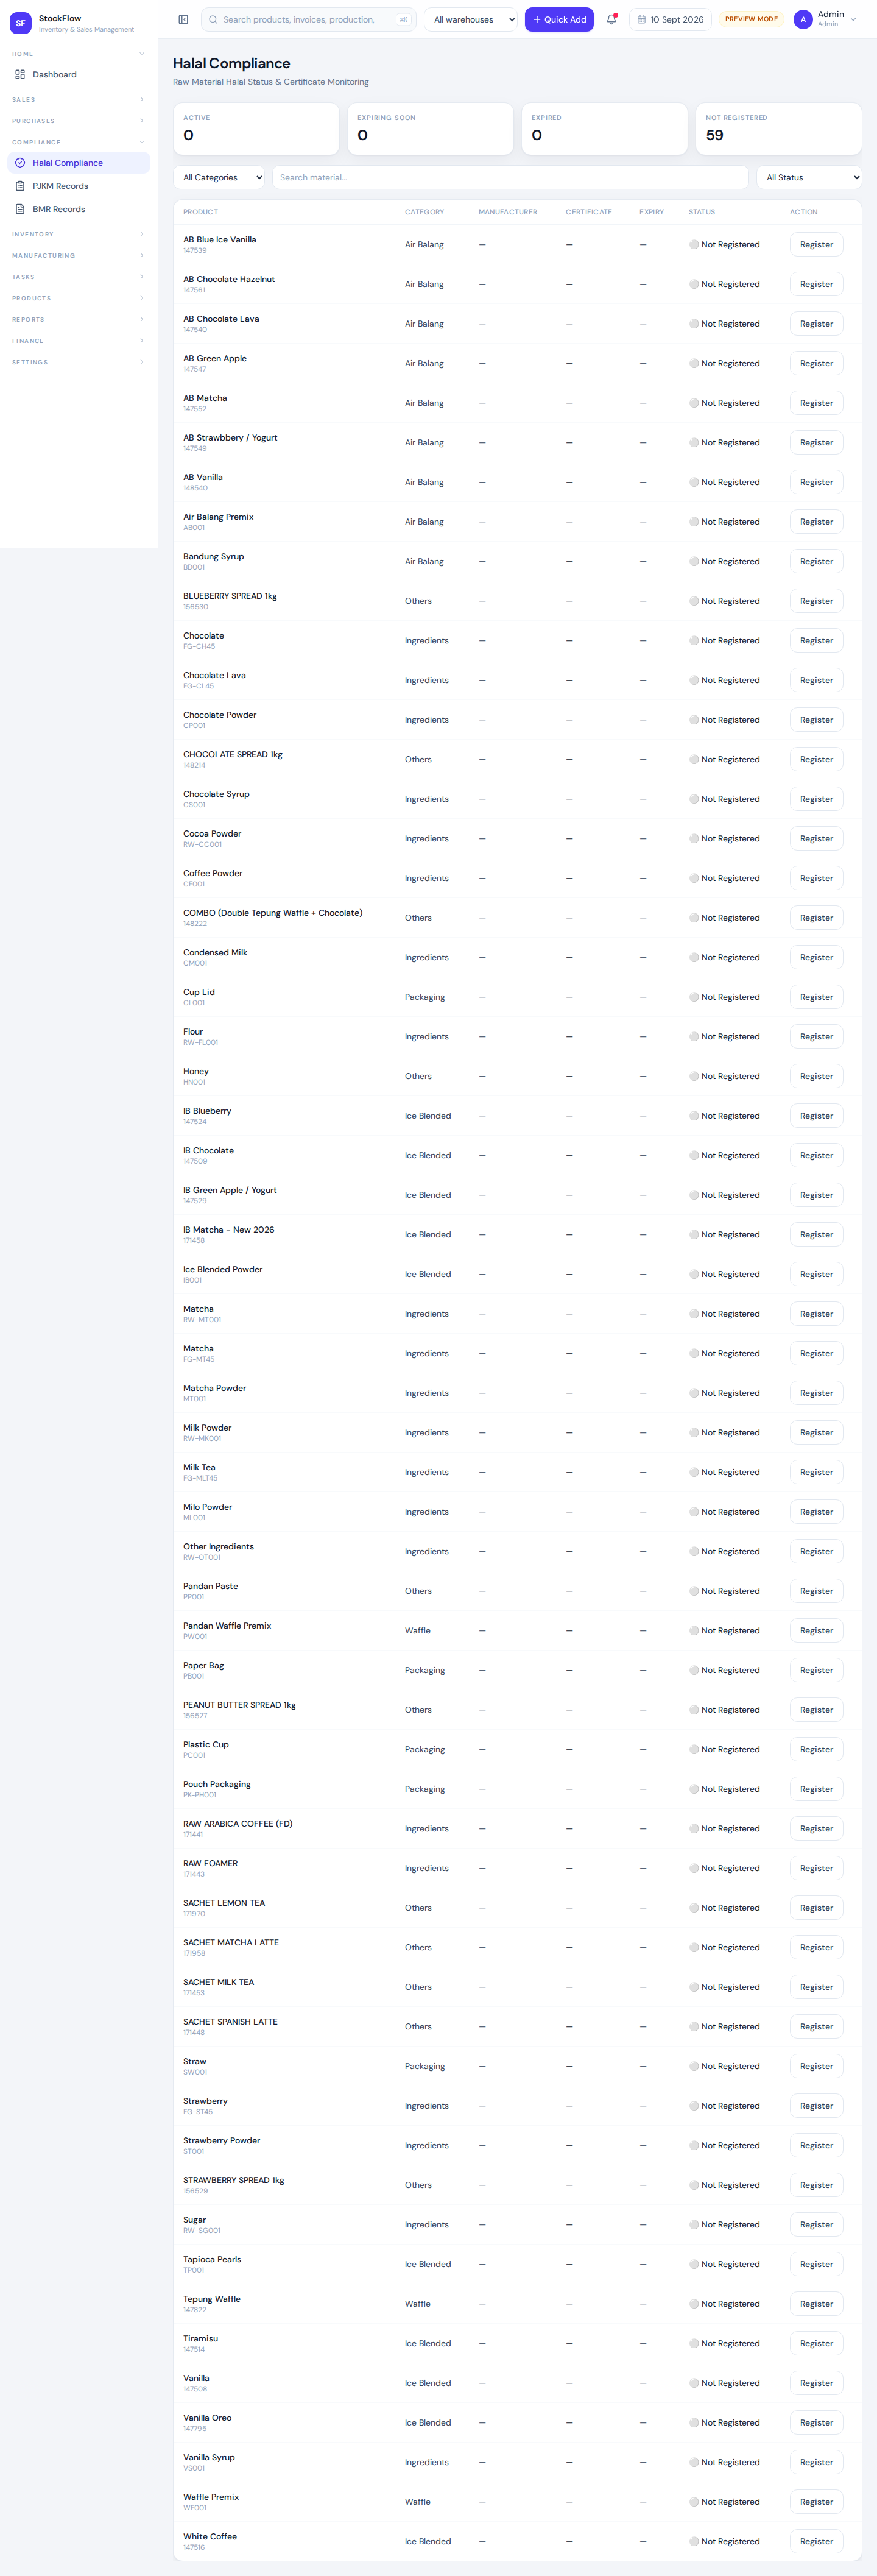 SF
StockFlow
Inventory & Sales Management
HOME
Dashboard
SALES
PURCHASES
COMPLIANCE
Halal Compliance
PJKM Records
BMR Records
INVENTORY
MANUFACTURING
TASKS
PRODUCTS
REPORTS
FINANCE
SETTINGS
Search products, invoices, production,
⌘K
All warehouses
+ Quick Add
10 Sept 2026
PREVIEW MODE
A
Admin
Admin
Halal Compliance
Raw Material Halal Status & Certificate Monitoring
ACTIVE
0
EXPIRING SOON
0
EXPIRED
0
NOT REGISTERED
59
All Categories
Search material...
All Status
PRODUCT CATEGORY MANUFACTURER CERTIFICATE EXPIRY STATUS ACTION
AB Blue Ice Vanilla
147539
Air Balang — — — Not Registered Register
AB Chocolate Hazelnut
147561
Air Balang — — — Not Registered Register
AB Chocolate Lava
147540
Air Balang — — — Not Registered Register
AB Green Apple
147547
Air Balang — — — Not Registered Register
AB Matcha
147552
Air Balang — — — Not Registered Register
AB Strawbbery / Yogurt
147549
Air Balang — — — Not Registered Register
AB Vanilla
148540
Air Balang — — — Not Registered Register
Air Balang Premix
AB001
Air Balang — — — Not Registered Register
Bandung Syrup
BD001
Air Balang — — — Not Registered Register
BLUEBERRY SPREAD 1kg
156530
Others — — — Not Registered Register
Chocolate
FG-CH45
Ingredients — — — Not Registered Register
Chocolate Lava
FG-CL45
Ingredients — — — Not Registered Register
Chocolate Powder
CP001
Ingredients — — — Not Registered Register
CHOCOLATE SPREAD 1kg
148214
Others — — — Not Registered Register
Chocolate Syrup
CS001
Ingredients — — — Not Registered Register
Cocoa Powder
RW-CC001
Ingredients — — — Not Registered Register
Coffee Powder
CF001
Ingredients — — — Not Registered Register
COMBO (Double Tepung Waffle + Chocolate)
148222
Others — — — Not Registered Register
Condensed Milk
CM001
Ingredients — — — Not Registered Register
Cup Lid
CL001
Packaging — — — Not Registered Register
Flour
RW-FL001
Ingredients — — — Not Registered Register
Honey
HN001
Others — — — Not Registered Register
IB Blueberry
147524
Ice Blended — — — Not Registered Register
IB Chocolate
147509
Ice Blended — — — Not Registered Register
IB Green Apple / Yogurt
147529
Ice Blended — — — Not Registered Register
IB Matcha - New 2026
171458
Ice Blended — — — Not Registered Register
Ice Blended Powder
IB001
Ice Blended — — — Not Registered Register
Matcha
RW-MT001
Ingredients — — — Not Registered Register
Matcha
FG-MT45
Ingredients — — — Not Registered Register
Matcha Powder
MT001
Ingredients — — — Not Registered Register
Milk Powder
RW-MK001
Ingredients — — — Not Registered Register
Milk Tea
FG-MLT45
Ingredients — — — Not Registered Register
Milo Powder
ML001
Ingredients — — — Not Registered Register
Other Ingredients
RW-OT001
Ingredients — — — Not Registered Register
Pandan Paste
PP001
Others — — — Not Registered Register
Pandan Waffle Premix
PW001
Waffle — — — Not Registered Register
Paper Bag
PB001
Packaging — — — Not Registered Register
PEANUT BUTTER SPREAD 1kg
156527
Others — — — Not Registered Register
Plastic Cup
PC001
Packaging — — — Not Registered Register
Pouch Packaging
PK-PH001
Packaging — — — Not Registered Register
RAW ARABICA COFFEE (FD)
171441
Ingredients — — — Not Registered Register
RAW FOAMER
171443
Ingredients — — — Not Registered Register
SACHET LEMON TEA
171970
Others — — — Not Registered Register
SACHET MATCHA LATTE
171958
Others — — — Not Registered Register
SACHET MILK TEA
171453
Others — — — Not Registered Register
SACHET SPANISH LATTE
171448
Others — — — Not Registered Register
Straw
SW001
Packaging — — — Not Registered Register
Strawberry
FG-ST45
Ingredients — — — Not Registered Register
Strawberry Powder
ST001
Ingredients — — — Not Registered Register
STRAWBERRY SPREAD 1kg
156529
Others — — — Not Registered Register
Sugar
RW-SG001
Ingredients — — — Not Registered Register
Tapioca Pearls
TP001
Ice Blended — — — Not Registered Register
Tepung Waffle
147822
Waffle — — — Not Registered Register
Tiramisu
147514
Ice Blended — — — Not Registered Register
Vanilla
147508
Ice Blended — — — Not Registered Register
Vanilla Oreo
147795
Ice Blended — — — Not Registered Register
Vanilla Syrup
VS001
Ingredients — — — Not Registered Register
Waffle Premix
WF001
Waffle — — — Not Registered Register
White Coffee
147516
Ice Blended — — — Not Registered Register